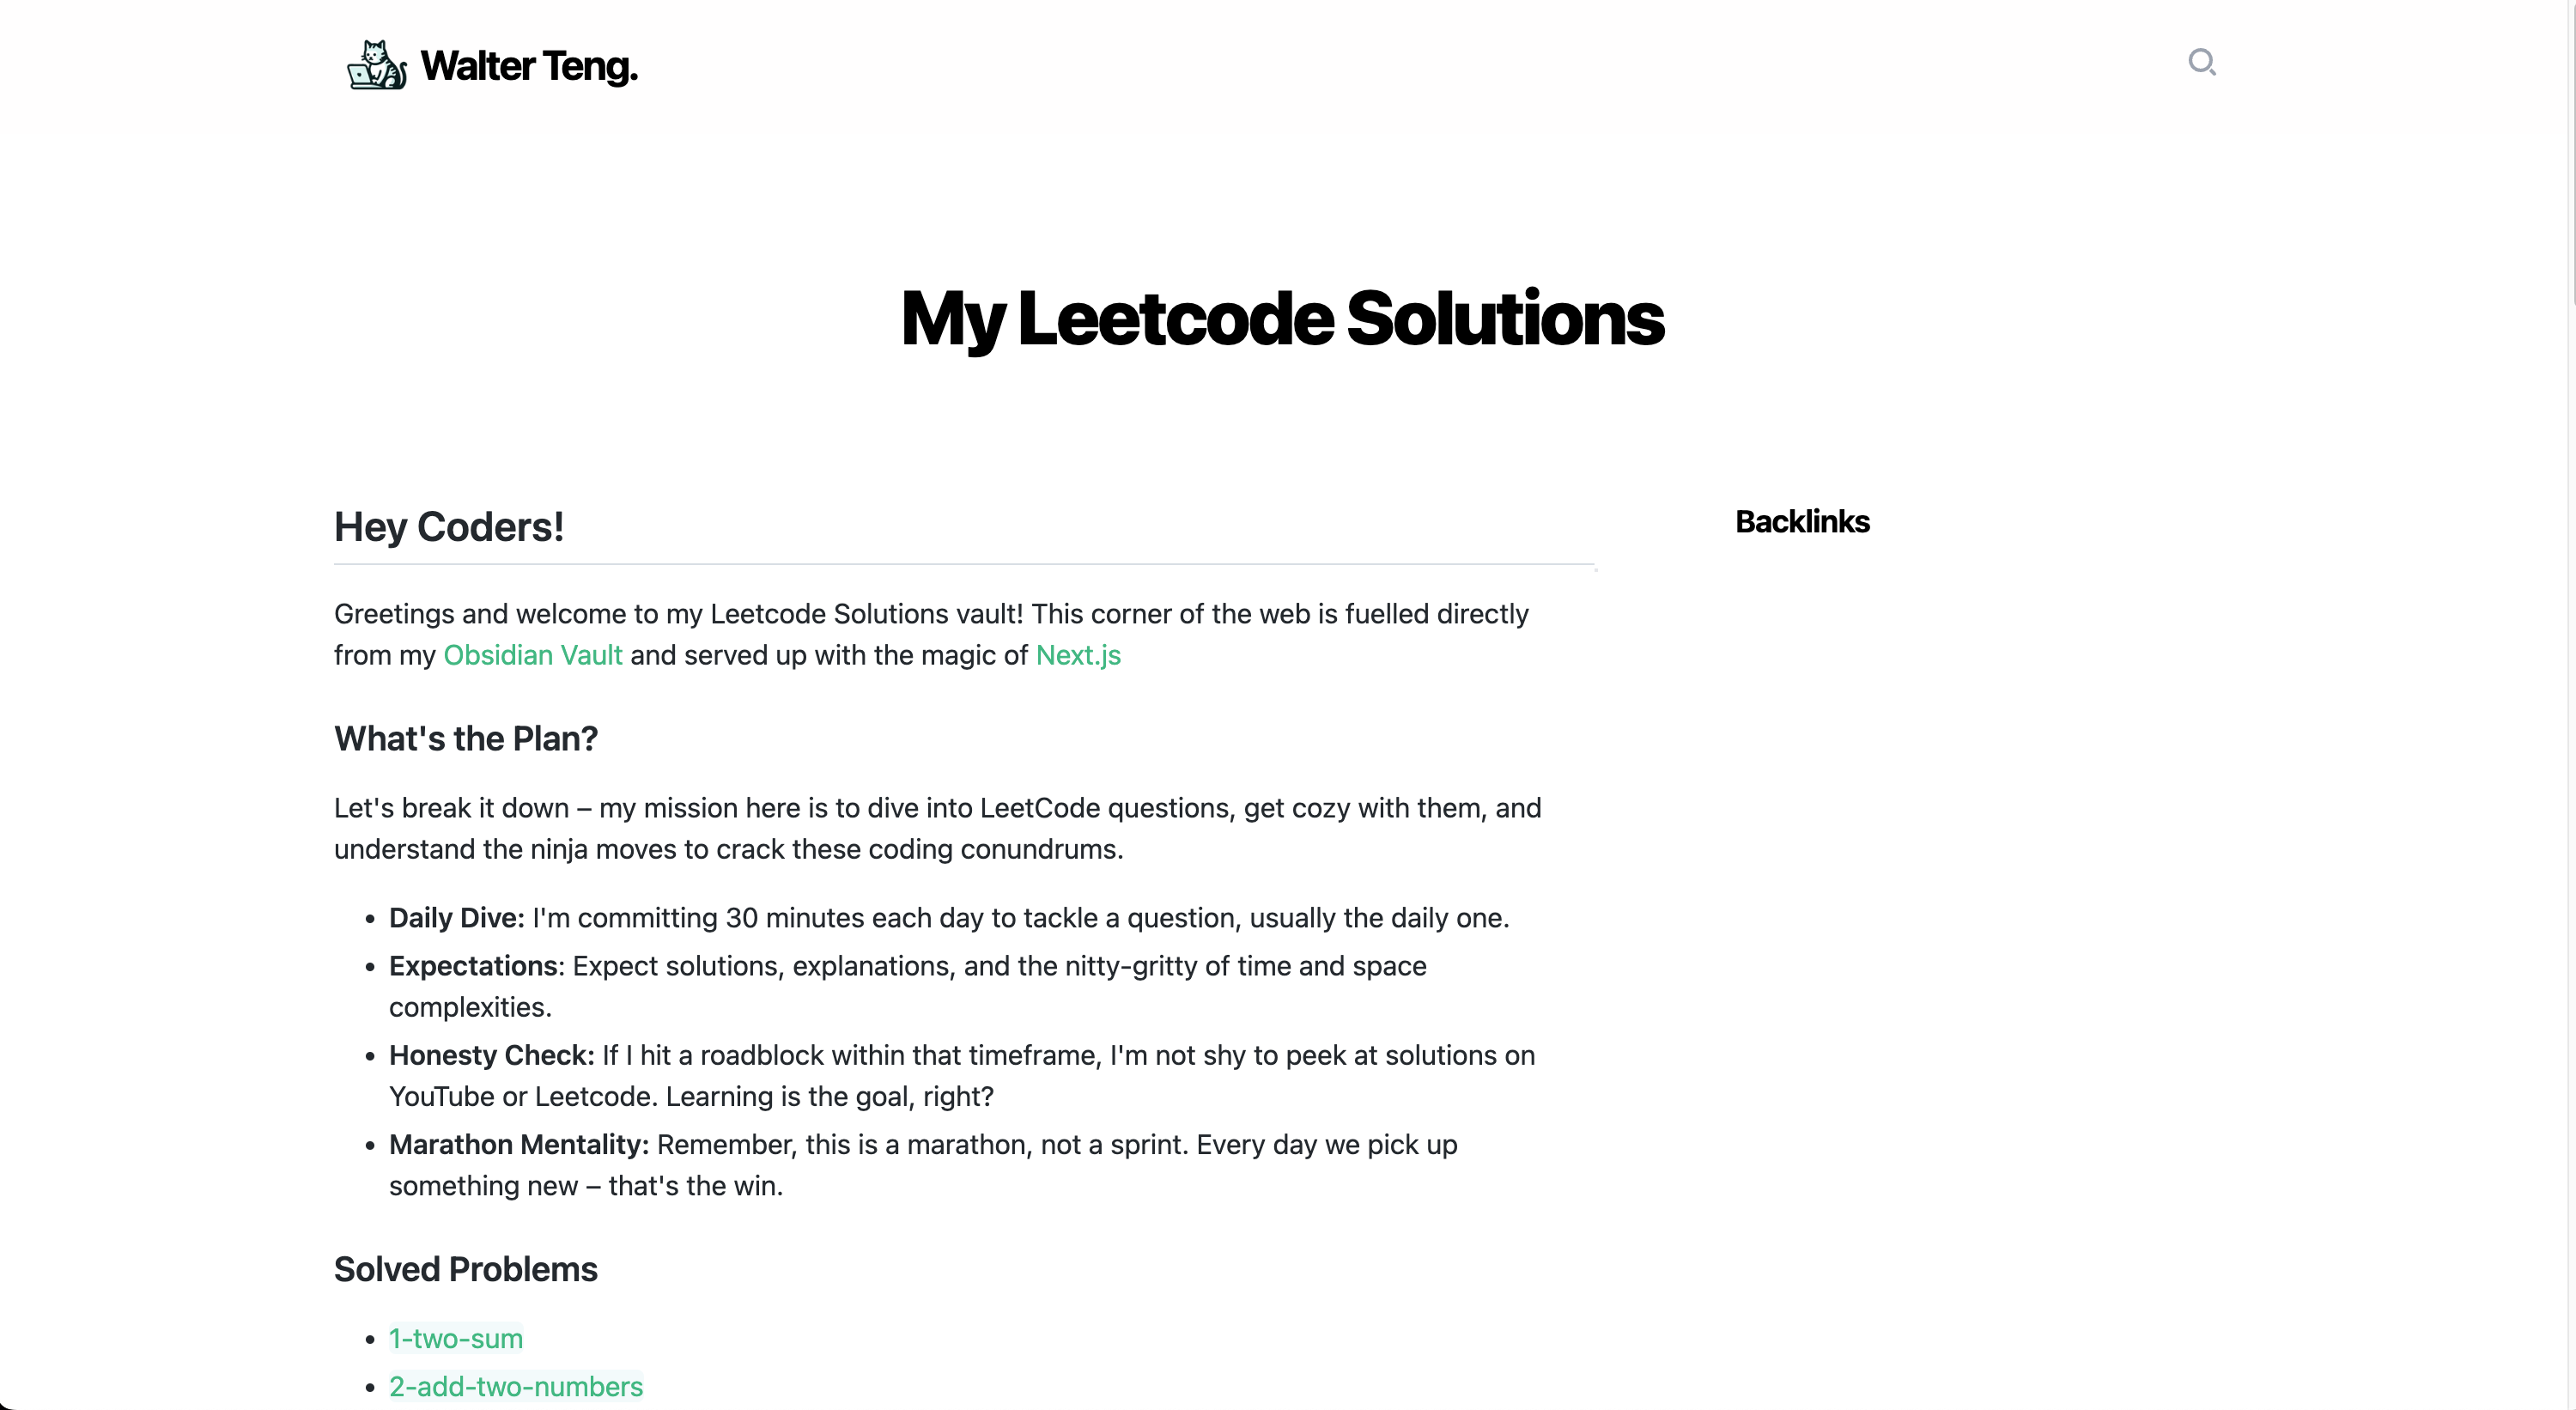 Walter Teng.
My Leetcode Solutions
Hey Coders!
Backlinks
Greetings and welcome to my Leetcode Solutions vault! This corner of the web is fuelled directly
from my Obsidian Vault and served up with the magic of Next.js
What's the Plan?
Let's break it down – my mission here is to dive into LeetCode questions, get cozy with them, and
understand the ninja moves to crack these coding conundrums.
• Daily Dive: I'm committing 30 minutes each day to tackle a question, usually the daily one.
• Expectations: Expect solutions, explanations, and the nitty-gritty of time and space
complexities.
• Honesty Check: If I hit a roadblock within that timeframe, I'm not shy to peek at solutions on
YouTube or Leetcode. Learning is the goal, right?
• Marathon Mentality: Remember, this is a marathon, not a sprint. Every day we pick up
something new – that's the win.
Solved Problems
• 1-two-sum
• 2-add-two-numbers